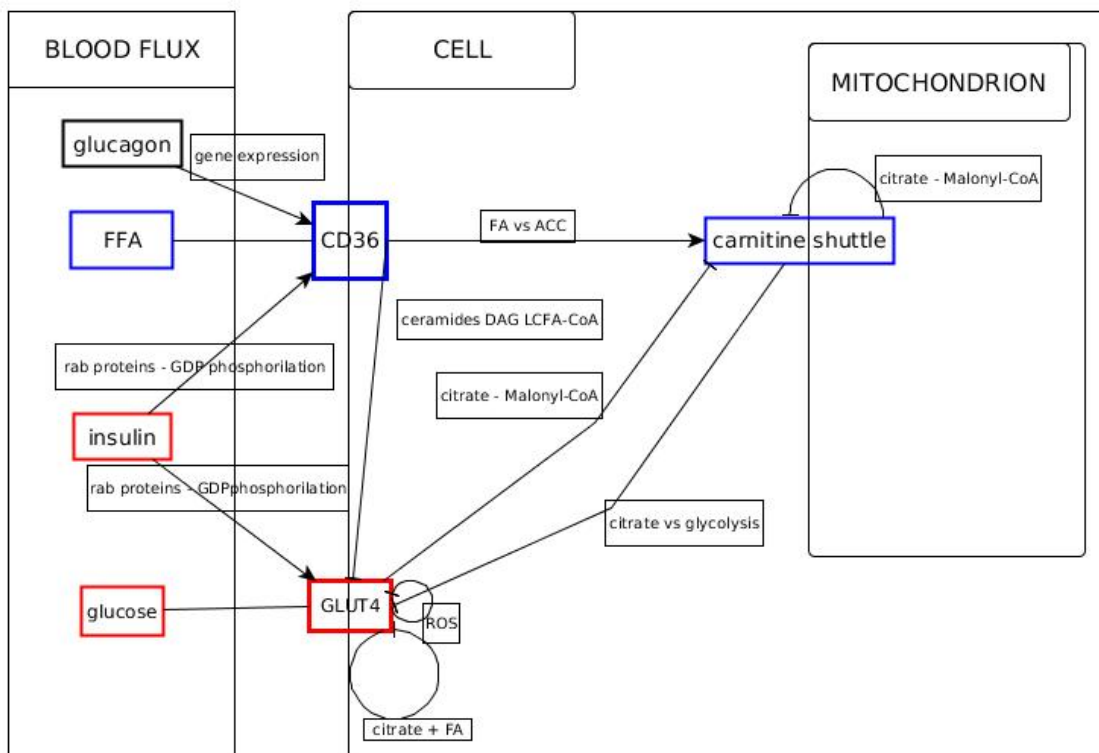 BLOOD FLUX
CELL
MITOCHONDRION
glucagon
gene expression
citrate - Malonyl-CoA
FFA
CD36
FA vs ACC
carnitine shuttle
ceramides DAG LCFA-CoA
rab proteins - GDP phosphorilation
citrate - Malonyl-CoA
insulin
rab proteins - GDPphosphorilation
citrate vs glycolysis
glucose
GLUT4
ROS
citrate + FA